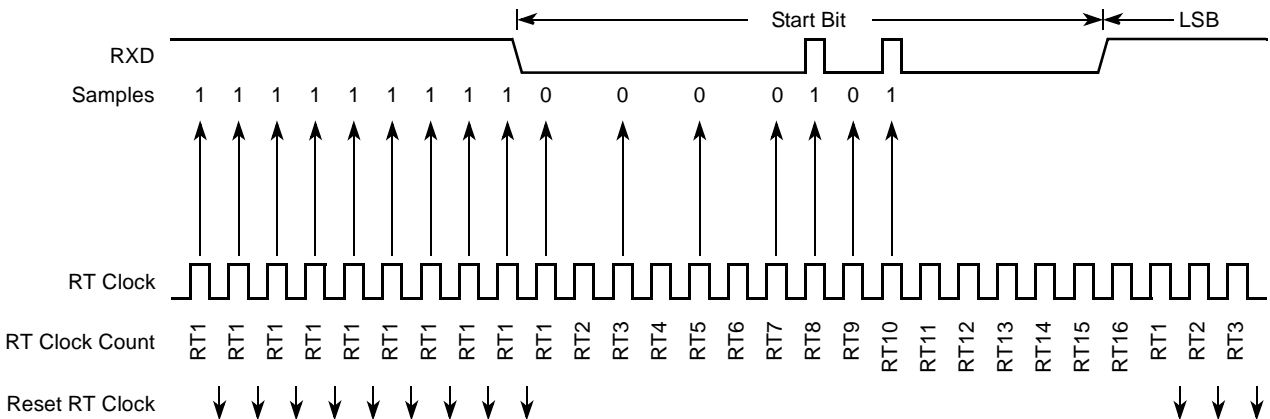 Start Bit LSB
RXD
Samples 1 1 1 1 1 1 1 1 1 0 0 0 0 1 0 1
RT Clock
RT Clock Count RT1 RT1 RT1 RT1 RT1 RT1 RT1 RT1 RT1 RT1 RT2 RT3 RT4 RT5 RT6 RT7 RT8 RT9 RT10 RT11 RT12 RT13 RT14 RT15 RT16 RT1 RT2 RT3
Reset RT Clock